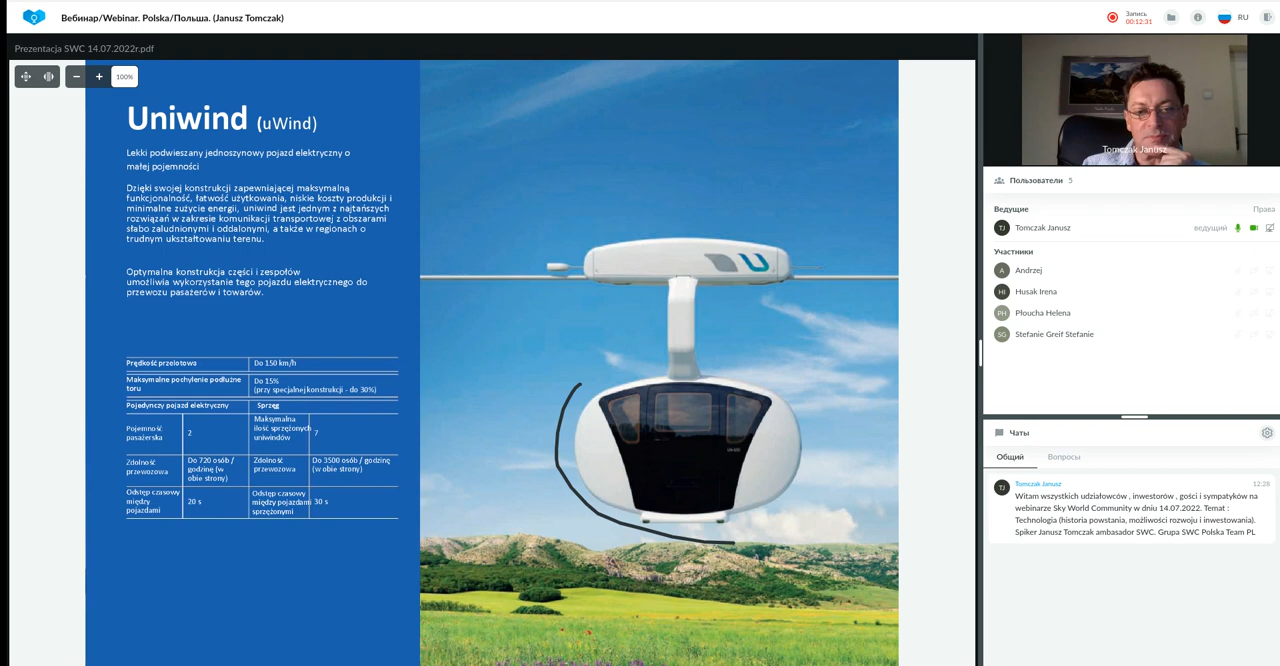 Вебинар/Webinar. Polska/Польша. (Janusz Tomczak)
Запись
00:12:31
RU
Prezentacja SWC 14.07.2022r.pdf
100%
Uniwind (uWind)
Lekki podwieszany jednoszynowy pojazd elektryczny o
małej pojemności
Dzięki swojej konstrukcji zapewniającej maksymalną
funkcjonalność, łatwość użytkowania, niskie koszty produkcji i
minimalne zużycie energii, uniwind jest jednym z najtańszych
rozwiązań w zakresie komunikacji transportowej z obszarami
słabo zaludnionymi i oddalonymi, a także w regionach o
trudnym ukształtowaniu terenu.
Optymalna konstrukcja części i zespołów
umożliwia wykorzystanie tego pojazdu elektrycznego do
przewozu pasażerów i towarów.
Prędkość przelotowa
Do 150 km/h
Maksymalne pochylenie podłużne
toru
Do 15%
(przy specjalnej konstrukcji - do 30%)
Pojedynczy pojazd elektryczny
Sprzęg
Pojemność
pasażerska
2
Maksymalna
ilość sprzężonych
uniwindów
7
Zdolność
przewozowa
Do 720 osób /
godzinę (w
obie strony)
Zdolność
przewozowa
Do 3500 osób / godzinę
(w obie strony)
Odstęp czasowy
między
pojazdami
20 s
Odstęp czasowy
między pojazdami
sprzężonymi
30 s
Tomczak Janusz
Пользователи 5
Ведущие
Права
TJ
Tomczak Janusz
ведущий
Участники
A
Andrzej
HI
Husak Irena
PH
Płoucha Helena
SG
Stefanie Greif Stefanie
Чаты
Общий
Вопросы
TJ
Tomczak Janusz
12:28
Witam wszystkich udziałowców , inwestorów , gości i sympatyków na
webinarze Sky World Community w dniu 14.07.2022. Temat :
Technologia (historia powstania, możliwości rozwoju i inwestowania).
Spiker Janusz Tomczak ambasador SWC. Grupa SWC Polska Team PL